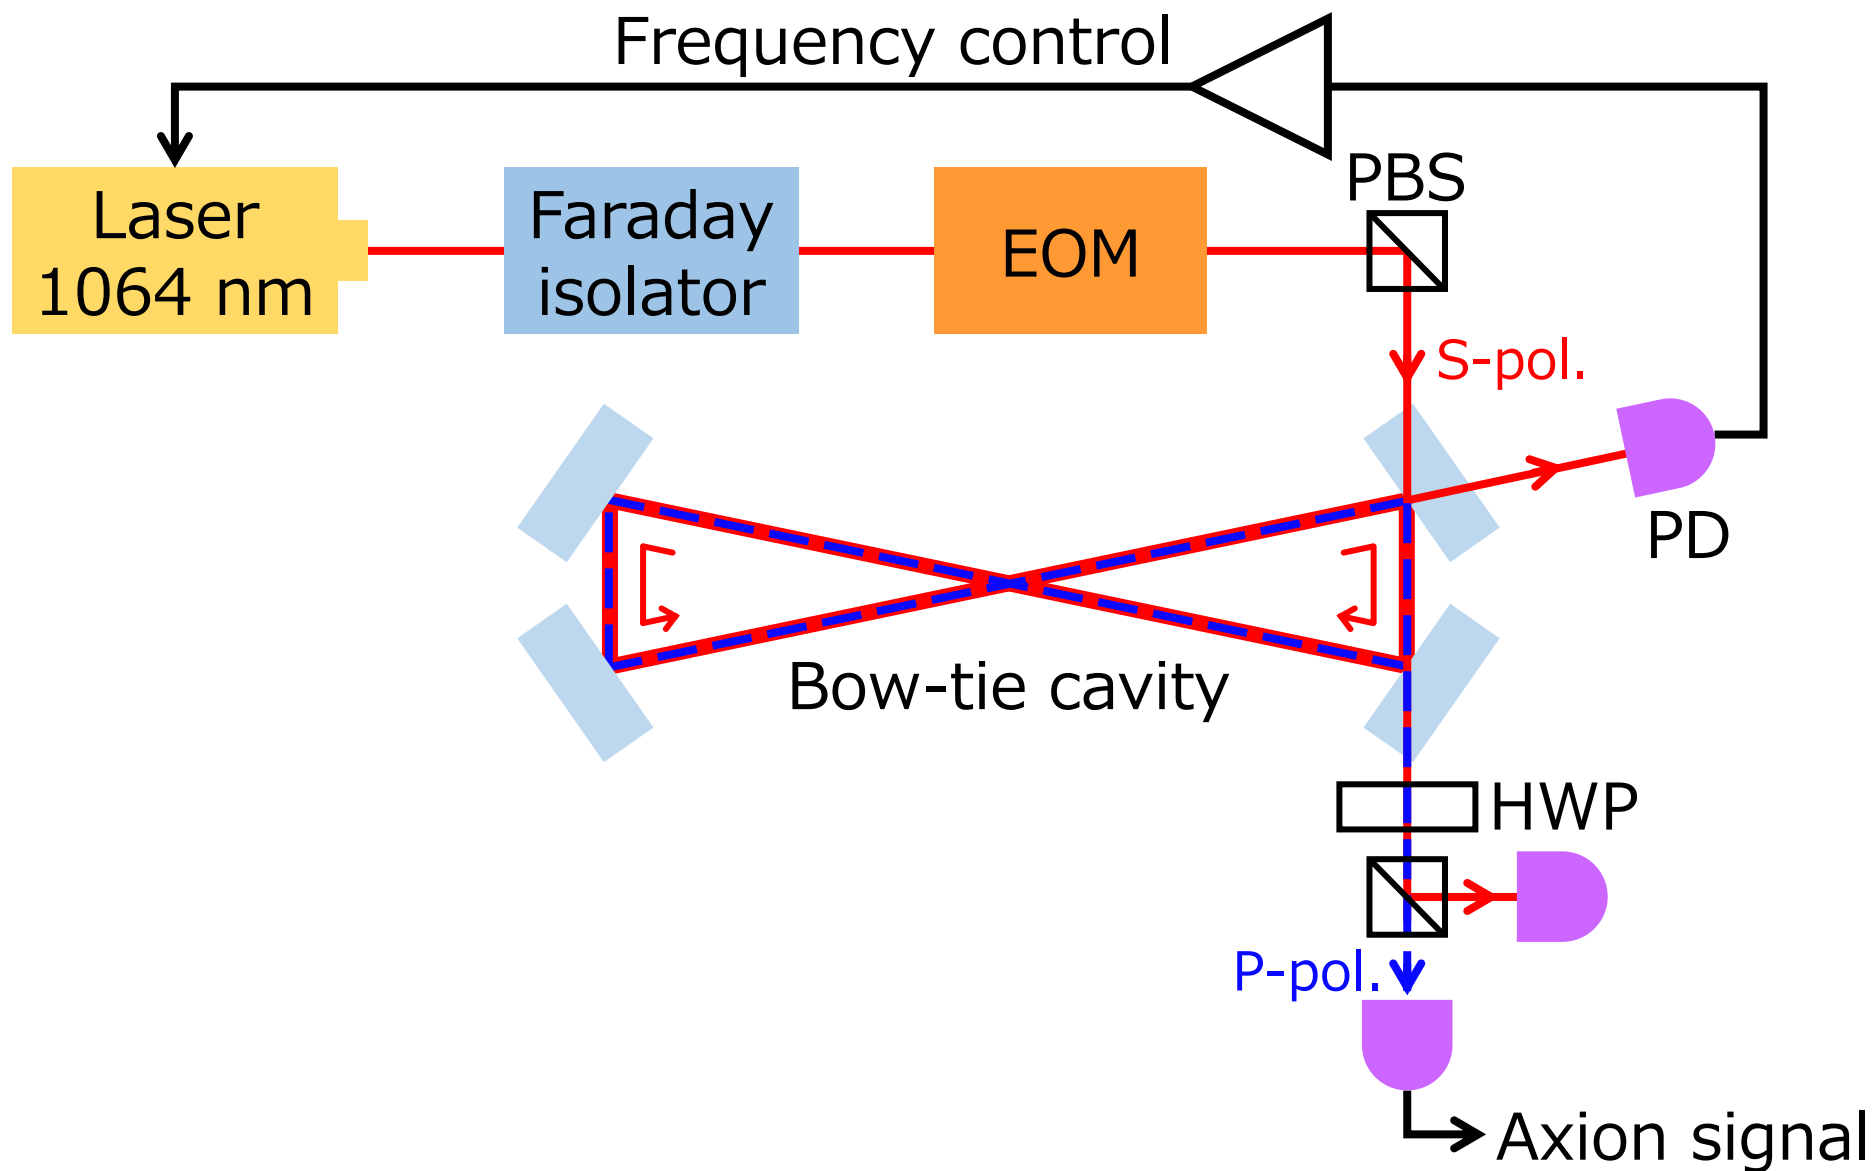 Frequency control
PBS
Laser
1064 nm
Faraday
isolator
EOM
S-pol.
PD
Bow-tie cavity
HWP
P-pol.
Axion signal